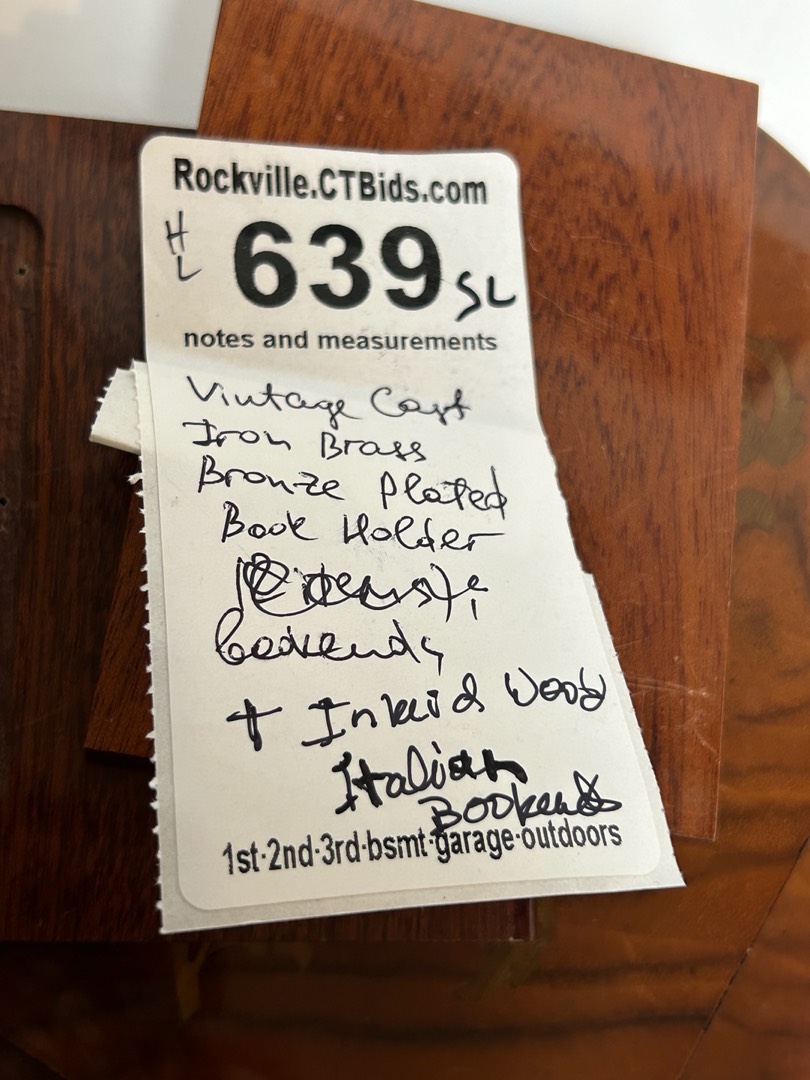 Rockville.CTBids.com
H
L
639 SL
notes and measurements
Vintage Cast
Iron Brass
Bronze Plated
Book Holder
bookends
+ Inlaid Wood
Italian
Bookends
1st·2nd·3rd·bsmt·garage·outdoors